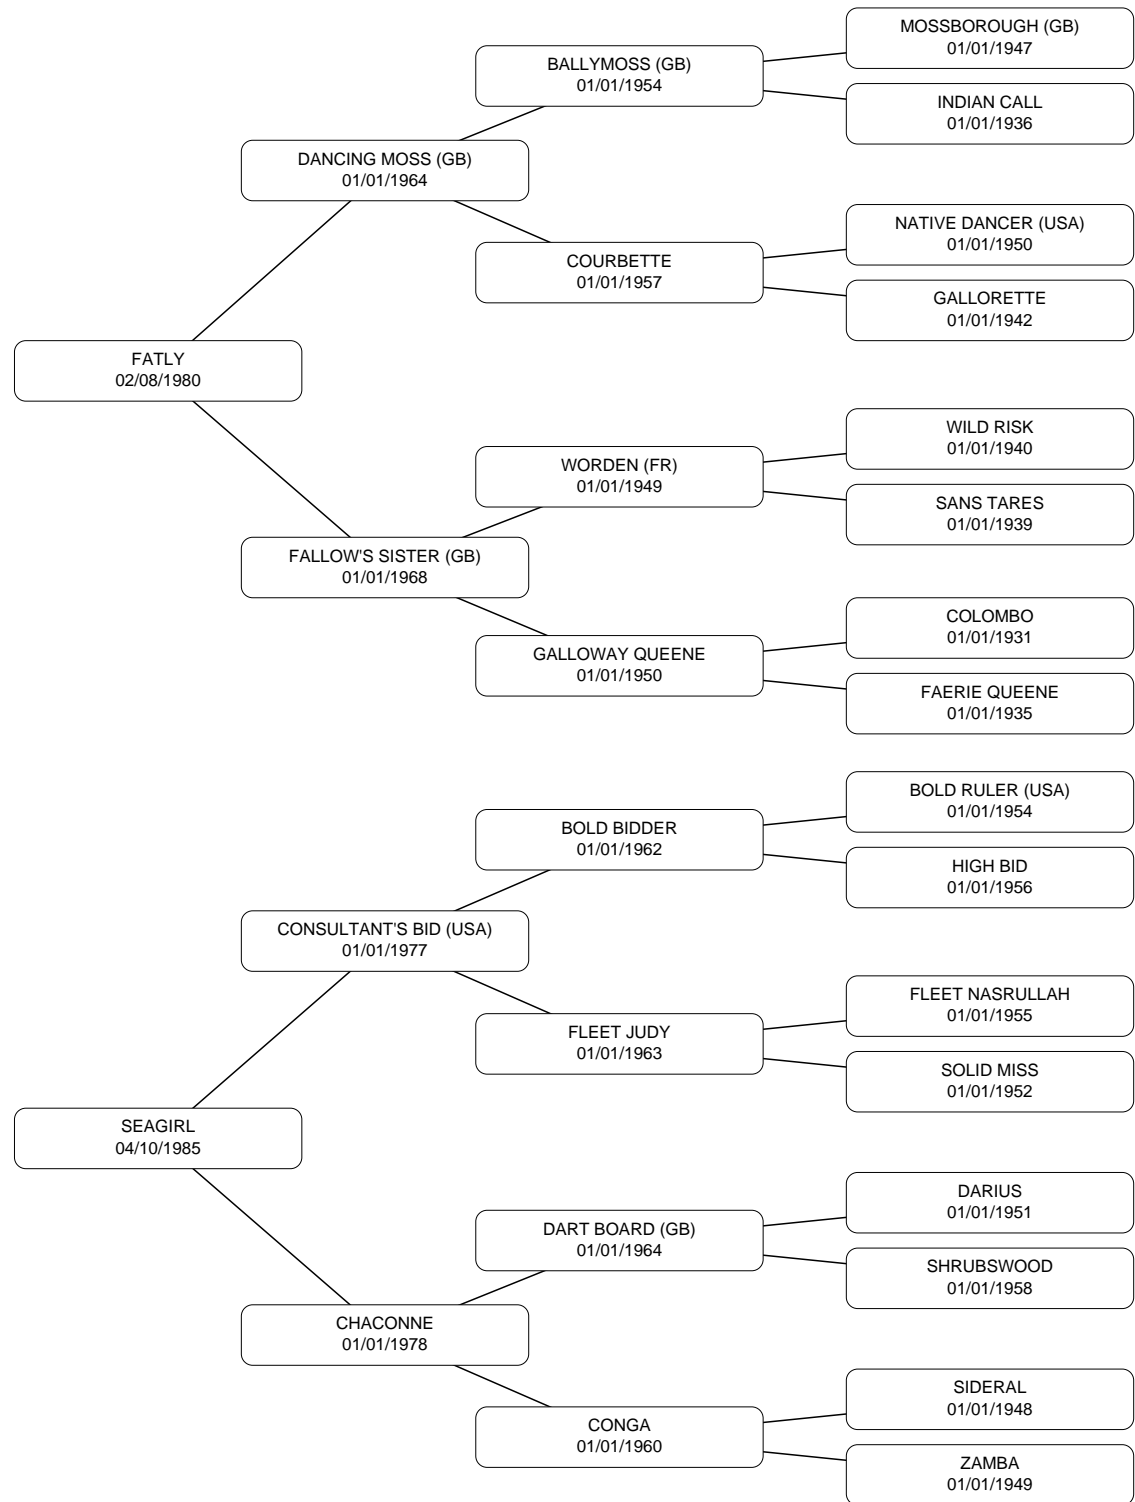 MOSSBOROUGH (GB)
01/01/1947
BALLYMOSS (GB)
01/01/1954
INDIAN CALL
01/01/1936
DANCING MOSS (GB)
01/01/1964
NATIVE DANCER (USA)
01/01/1950
COURBETTE
01/01/1957
GALLORETTE
01/01/1942
FATLY
02/08/1980
WILD RISK
01/01/1940
WORDEN (FR)
01/01/1949
SANS TARES
01/01/1939
FALLOW'S SISTER (GB)
01/01/1968
COLOMBO
01/01/1931
GALLOWAY QUEENE
01/01/1950
FAERIE QUEENE
01/01/1935
BOLD RULER (USA)
01/01/1954
BOLD BIDDER
01/01/1962
HIGH BID
01/01/1956
CONSULTANT'S BID (USA)
01/01/1977
FLEET NASRULLAH
01/01/1955
FLEET JUDY
01/01/1963
SOLID MISS
01/01/1952
SEAGIRL
04/10/1985
DARIUS
01/01/1951
DART BOARD (GB)
01/01/1964
SHRUBSWOOD
01/01/1958
CHACONNE
01/01/1978
SIDERAL
01/01/1948
CONGA
01/01/1960
ZAMBA
01/01/1949